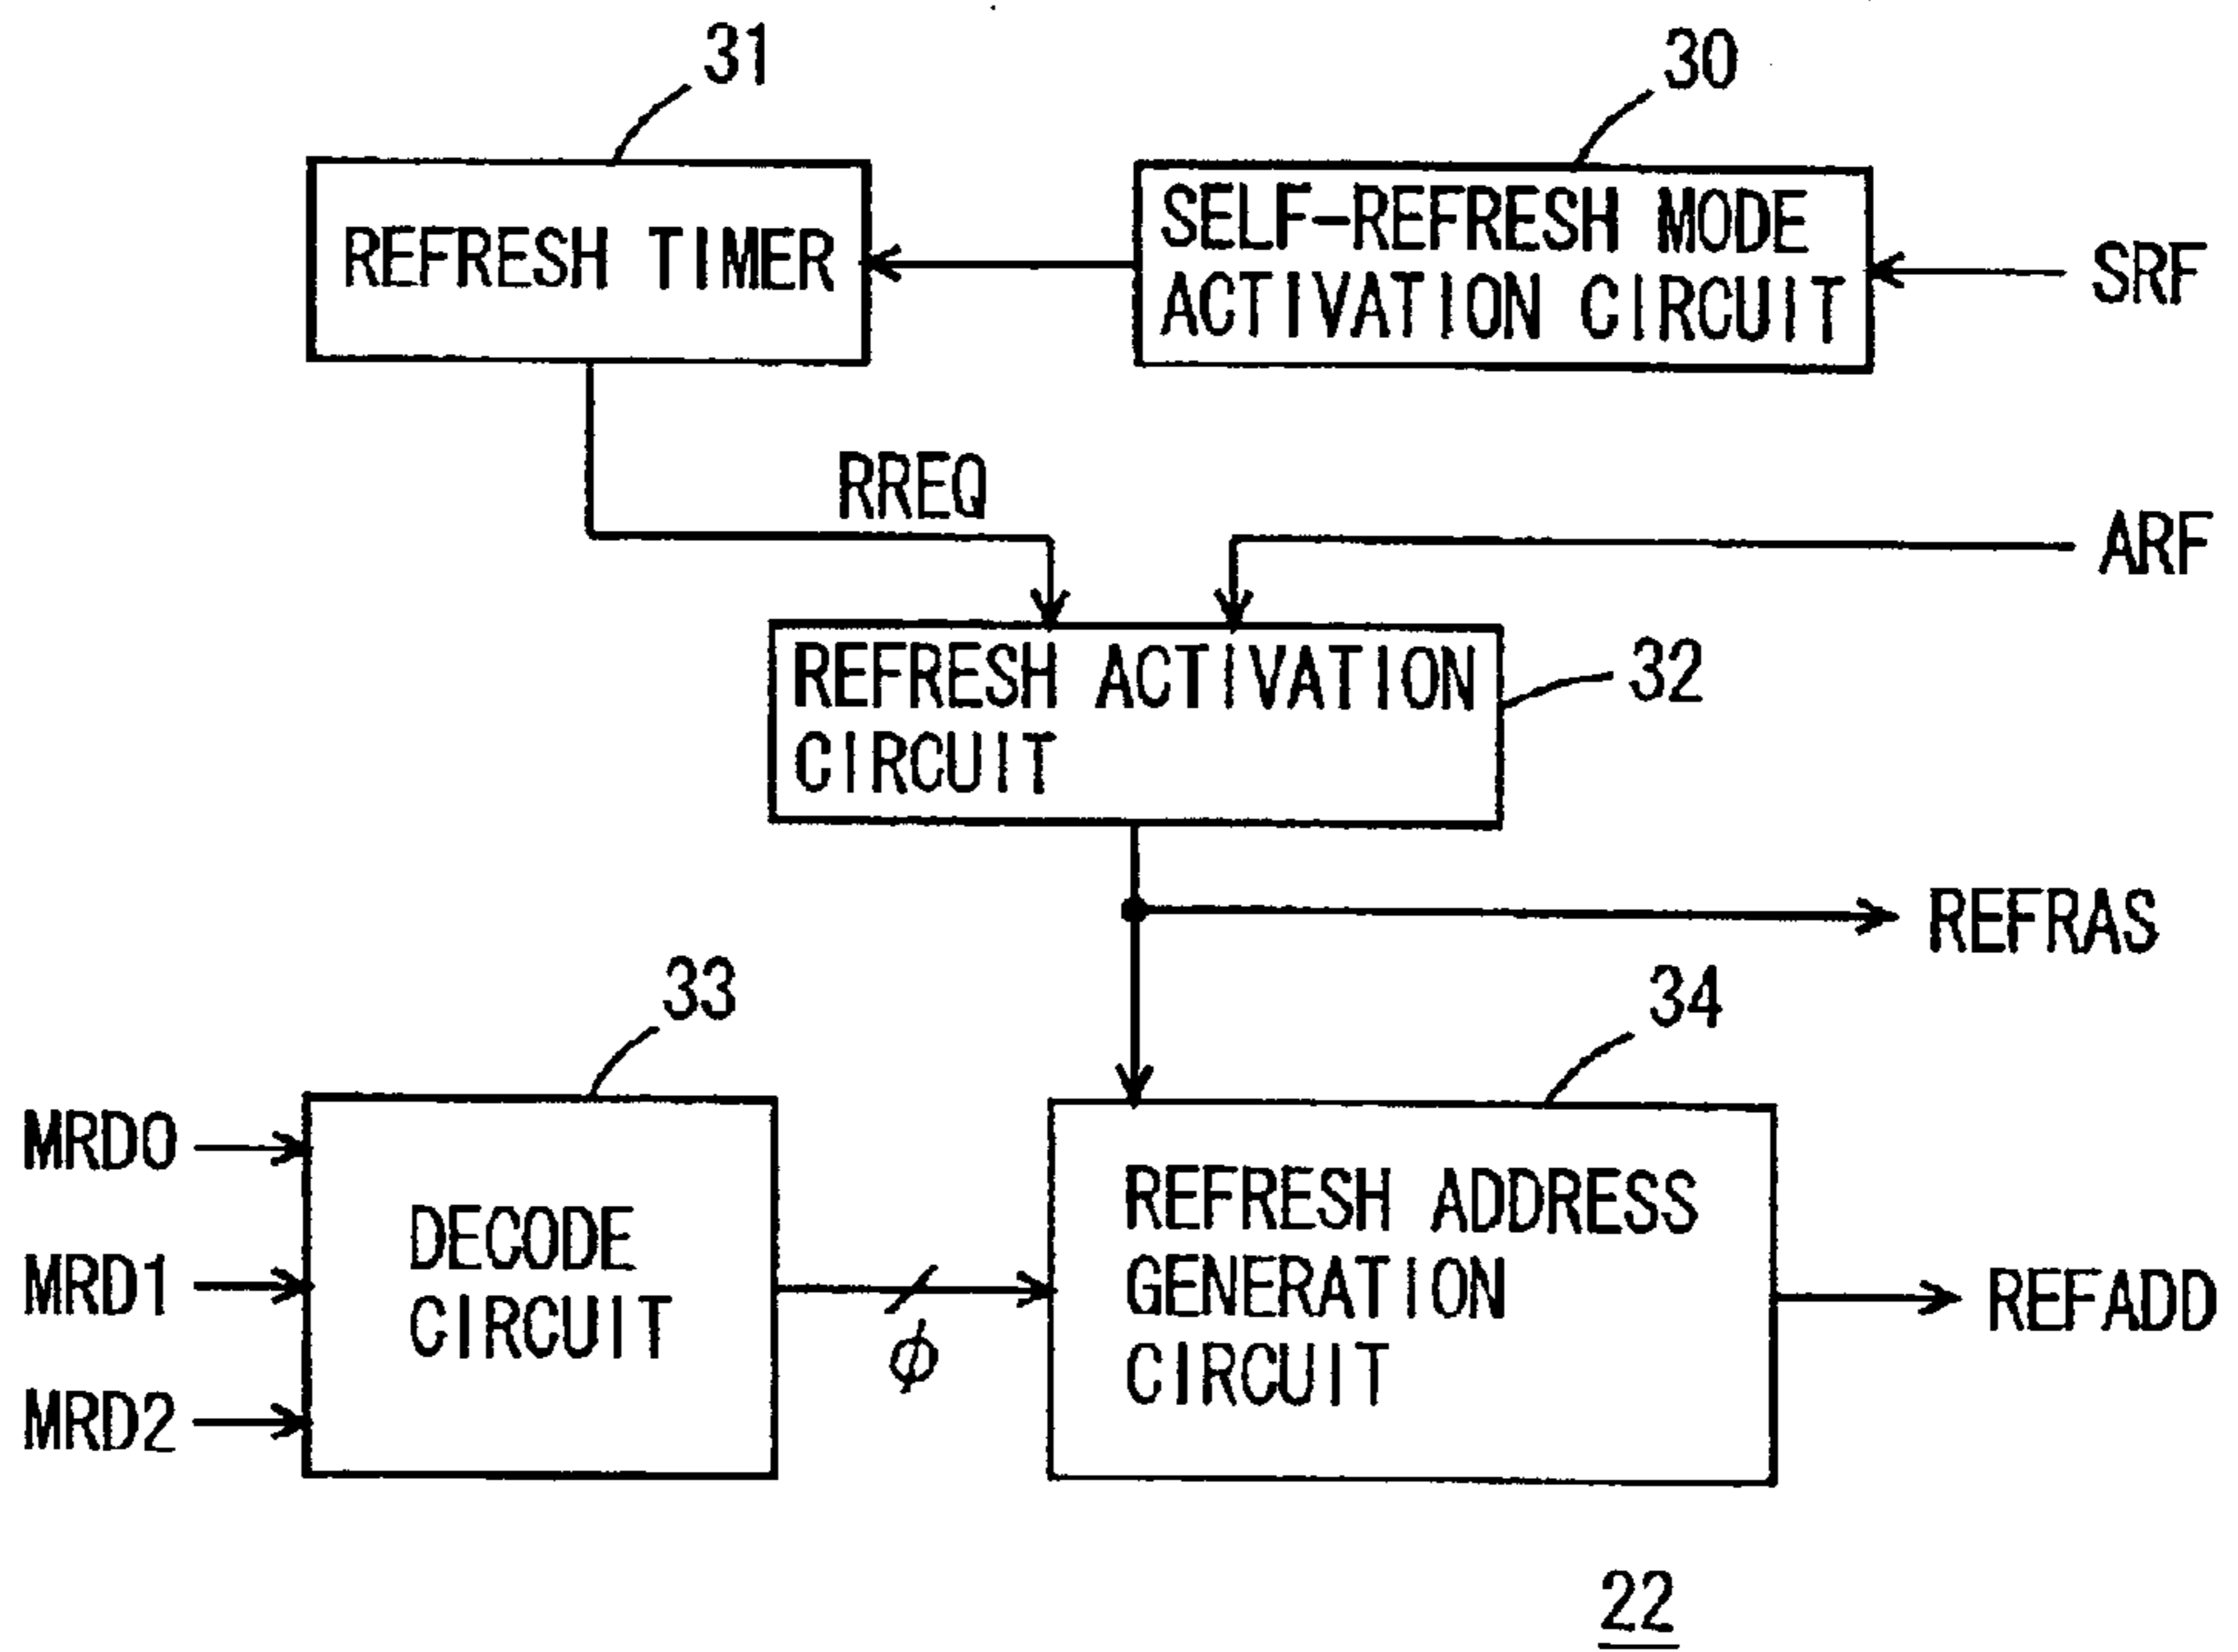 31
30
REFRESH TIMER
SELF-REFRESH MODE
ACTIVATION CIRCUIT
SRF
RREQ
ARF
REFRESH ACTIVATION
CIRCUIT
32
REFRAS
33
34
MRD0
MRD1
MRD2
DECODE
CIRCUIT
ϕ
REFRESH ADDRESS
GENERATION
CIRCUIT
REFADD
22